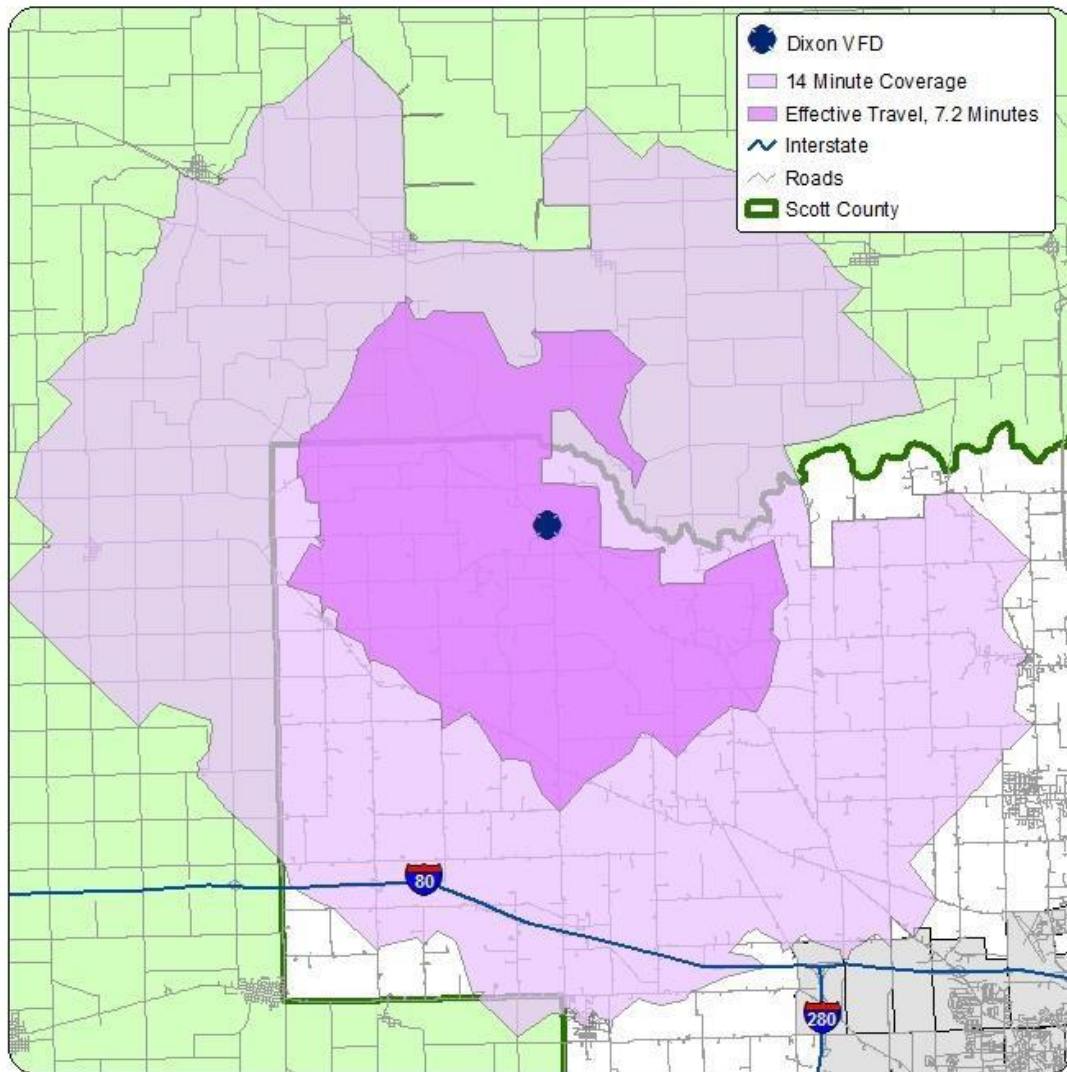 Dixon VFD
14 Minute Coverage
Effective Travel, 7.2 Minutes
Interstate
Roads
Scott County
80
280